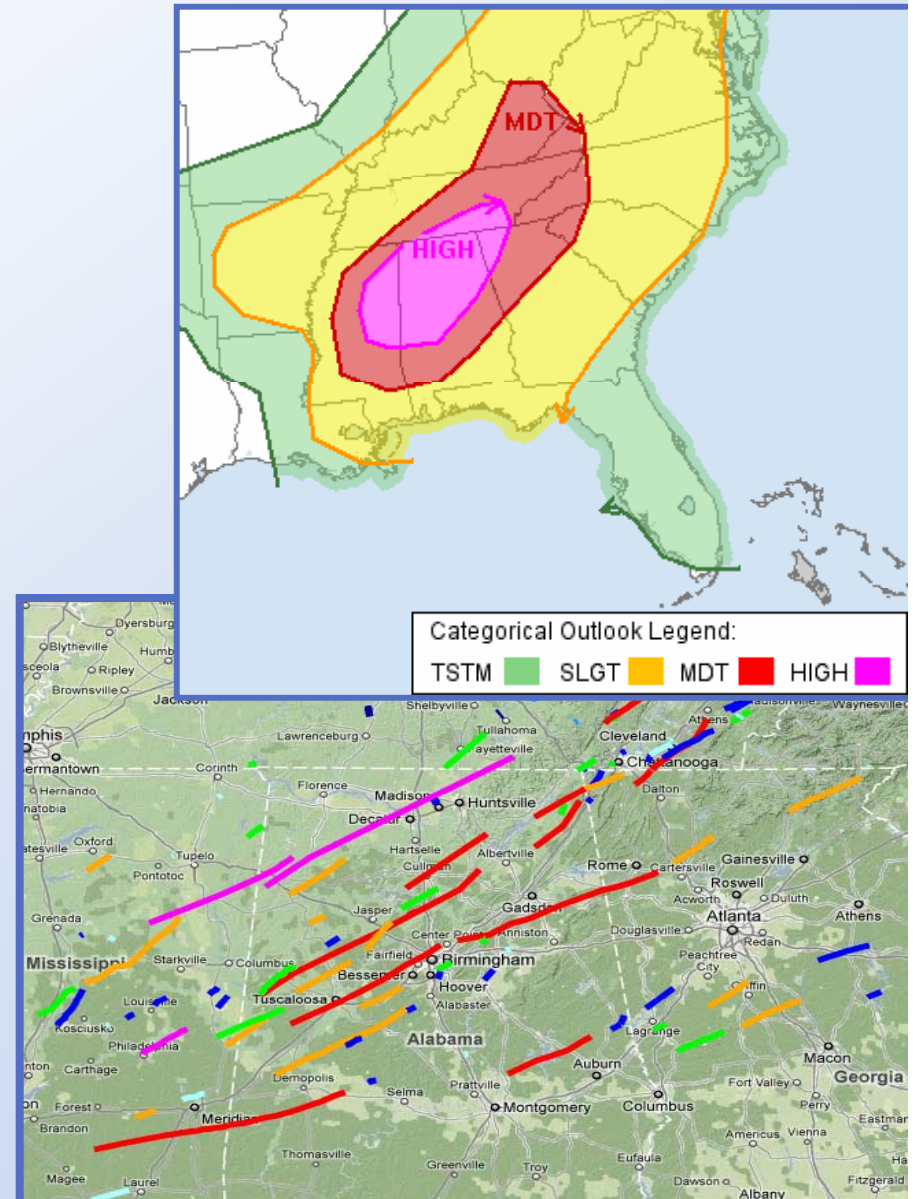 MDT
HIGH
Categorical Outlook Legend:
TSTM SLGT MDT HIGH
Dyersburg
Blytheville
Humb
Ripley
Brownsville
Jackson
Shelbyville
Athens
Waynesville
Lawrenceburg
Tullahoma
Cleveland
Fayetteville
Chattanooga
Corinth
Hernando
Florence
Madison
Huntsville
Dalton
Decatur
Oxford
Hartselle
Tupelo
Cullman
Albertville
Rome
Cartersville
Gainesville
Pontotoc
Roswell
Acworth
Duluth
Grenada
Jasper
Gadsden
Atlanta
Athens
Center Point
Anniston
Douglasville
Redan
Mississippi
Starkville
Columbus
Fairfield
Birmingham
Peachtree
City
Bessemer
Hoover
Louisville
Tuscaloosa
Alabaster
Griffin
Kosciusko
Philadelphia
Alabama
Lagrange
Macon
Carthage
Auburn
Georgia
Demopolis
Selma
Prattville
Fort Valley
Forest
Meridian
Montgomery
Columbus
Perry
Brandon
Eastman
Americus
Vienna
Thomasville
Eufaula
Magee
Laurel
Greenville
Troy
Dawson
Fitzgerald
Albany